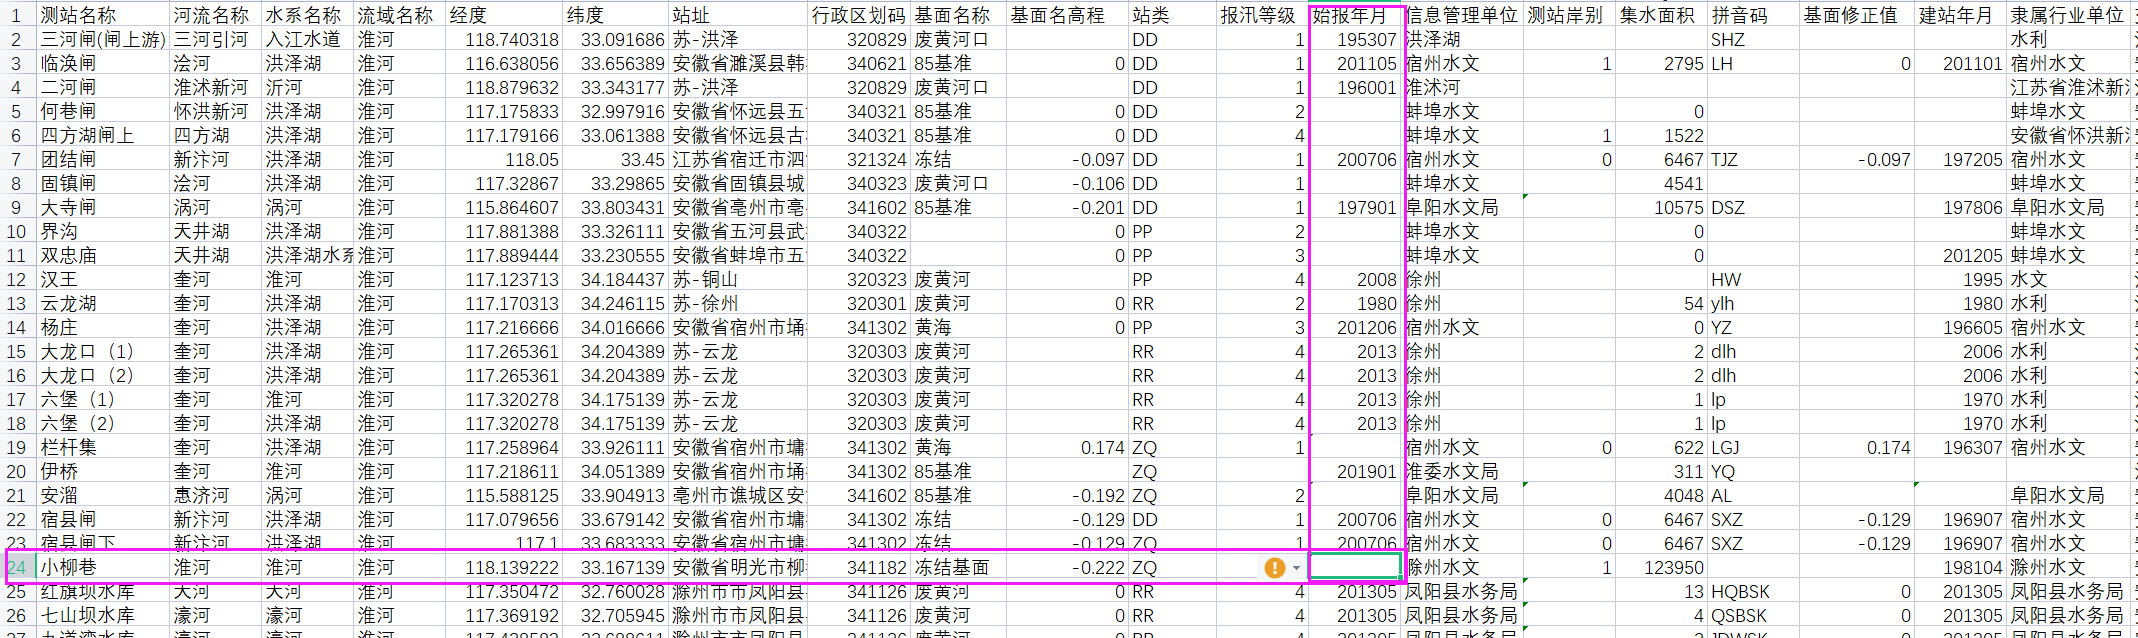 1 测站名称 河流名称 水系名称 流域名称 经度 纬度 站址 行政区划码 基面名称 基面名高程 站类 报汛等级 始报年月 信息管理单位 测站岸别 集水面积 拼音码 基面修正值 建站年月 隶属行业单位
2 三河闸(闸上游) 三河引河 入江水道 淮河 118.740318 33.091686 苏-洪泽 320829 废黄河口 DD 1 195307 洪泽湖 SHZ 水利
3 临涣闸 浍河 洪泽湖 淮河 116.638056 33.656389 安徽省濉溪县韩 340621 85基准 0 DD 1 201105 宿州水文 1 2795 LH 0 201101 宿州水文
4 二河闸 淮沭新河 沂河 淮河 118.879632 33.343177 苏-洪泽 320829 废黄河口 DD 1 196001 淮沭河 江苏省淮沭新
5 何巷闸 怀洪新河 洪泽湖 淮河 117.175833 32.997916 安徽省怀远县五 340321 85基准 0 DD 2 蚌埠水文 0 蚌埠水文
6 四方湖闸上 四方湖 洪泽湖 淮河 117.179166 33.061388 安徽省怀远县古 340321 85基准 0 DD 4 蚌埠水文 1 1522 安徽省怀洪新
7 团结闸 新汴河 洪泽湖 淮河 118.05 33.45 江苏省宿迁市泗 321324 冻结 -0.097 DD 1 200706 宿州水文 0 6467 TJZ -0.097 197205 宿州水文
8 固镇闸 浍河 洪泽湖 淮河 117.32867 33.29865 安徽省固镇县城 340323 废黄河口 -0.106 DD 1 蚌埠水文 4541 蚌埠水文
9 大寺闸 涡河 涡河 淮河 115.864607 33.803431 安徽省亳州市亳 341602 85基准 -0.201 DD 1 197901 阜阳水文局 10575 DSZ 197806 阜阳水文局
10 界沟 天井湖 洪泽湖 淮河 117.881388 33.326111 安徽省五河县武 340322 0 PP 2 蚌埠水文 0 蚌埠水文
11 双忠庙 天井湖 洪泽湖水系 淮河 117.889444 33.230555 安徽省蚌埠市五 340322 0 PP 3 蚌埠水文 0 201205 蚌埠水文
12 汉王 奎河 淮河 淮河 117.123713 34.184437 苏-铜山 320323 废黄河 PP 4 2008 徐州 HW 1995 水文
13 云龙湖 奎河 洪泽湖 淮河 117.170313 34.246115 苏-徐州 320301 废黄河 0 RR 2 1980 徐州 54 ylh 1980 水利
14 杨庄 奎河 洪泽湖 淮河 117.216666 34.016666 安徽省宿州市埇 341302 黄海 0 PP 3 201206 宿州水文 0 YZ 196605 宿州水文
15 大龙口（1） 奎河 洪泽湖 淮河 117.265361 34.204389 苏-云龙 320303 废黄河 RR 4 2013 徐州 2 dlh 2006 水利
16 大龙口（2） 奎河 洪泽湖 淮河 117.265361 34.204389 苏-云龙 320303 废黄河 RR 4 2013 徐州 2 dlh 2006 水利
17 六堡（1） 奎河 淮河 淮河 117.320278 34.175139 苏-云龙 320303 废黄河 RR 4 2013 徐州 1 lp 1970 水利
18 六堡（2） 奎河 洪泽湖 淮河 117.320278 34.175139 苏-云龙 320303 废黄河 RR 4 2013 徐州 1 lp 1970 水利
19 栏杆集 奎河 洪泽湖 淮河 117.258964 33.926111 安徽省宿州市墉 341302 黄海 0.174 ZQ 1 宿州水文 0 622 LGJ 0.174 196307 宿州水文
20 伊桥 奎河 淮河 淮河 117.218611 34.051389 安徽省宿州市埇 341302 85基准 ZQ 201901 淮委水文局 311 YQ
21 安溜 惠济河 涡河 淮河 115.588125 33.904913 亳州市谯城区安 341602 85基准 -0.192 ZQ 2 阜阳水文局 4048 AL 阜阳水文局
22 宿县闸 新汴河 洪泽湖 淮河 117.079656 33.679142 安徽省宿州市墉 341302 冻结 -0.129 DD 1 200706 宿州水文 0 6467 SXZ -0.129 196907 宿州水文
23 宿县闸下 新汴河 洪泽湖 淮河 117.1 33.683333 安徽省宿州市墉 341302 冻结 -0.129 ZQ 1 200706 宿州水文 0 6467 SXZ -0.129 196907 宿州水文
24 小柳巷 淮河 淮河 淮河 118.139222 33.167139 安徽省明光市柳 341182 冻结基面 -0.222 ZQ 滁州水文 1 123950 198104 滁州水文
25 红旗坝水库 天河 天河 淮河 117.350472 32.760028 滁州市市凤阳县 341126 废黄河 0 RR 4 201305 凤阳县水务局 13 HQBSK 0 201305 凤阳县水务局
26 七山坝水库 濠河 濠河 淮河 117.369192 32.705945 滁州市市凤阳县 341126 废黄河 0 RR 4 201305 凤阳县水务局 4 QSBSK 0 201305 凤阳县水务局